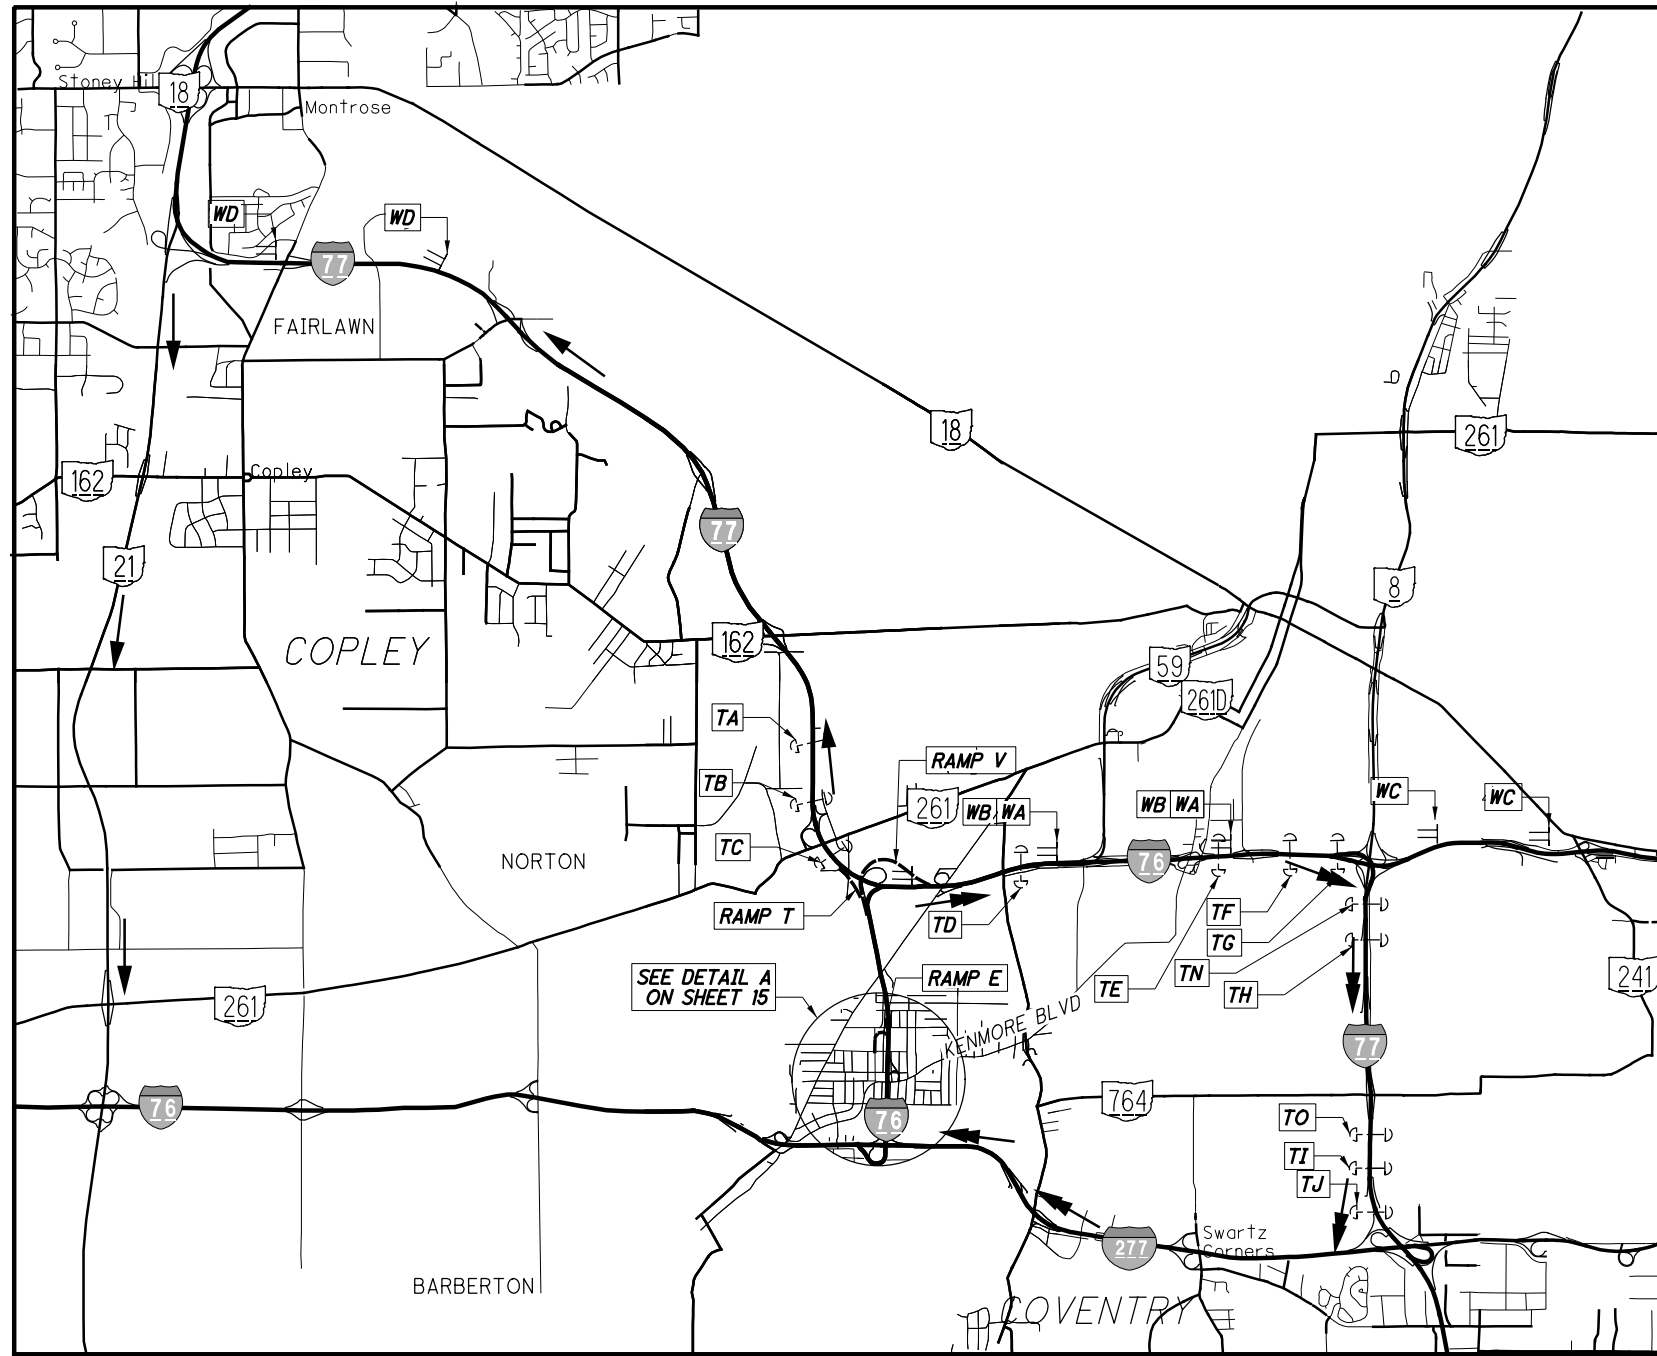 Stoney Hil
18
Montrose
WD
WD
77
FAIRLAWN
18
261
162
Copley
77
21
8
COPLEY
162
59
261D
TA
RAMP V
TB
261
WB WA
WB WA
WC
WC
TC
NORTON
76
RAMP T
TD
TF
TG
TN
TE
TH
SEE DETAIL A
ON SHEET 15
RAMP E
241
261
KENMORE BLVD
77
76
764
76
TO
TI
TJ
277
Swartz
Corners
BARBERTON
COVENTRY